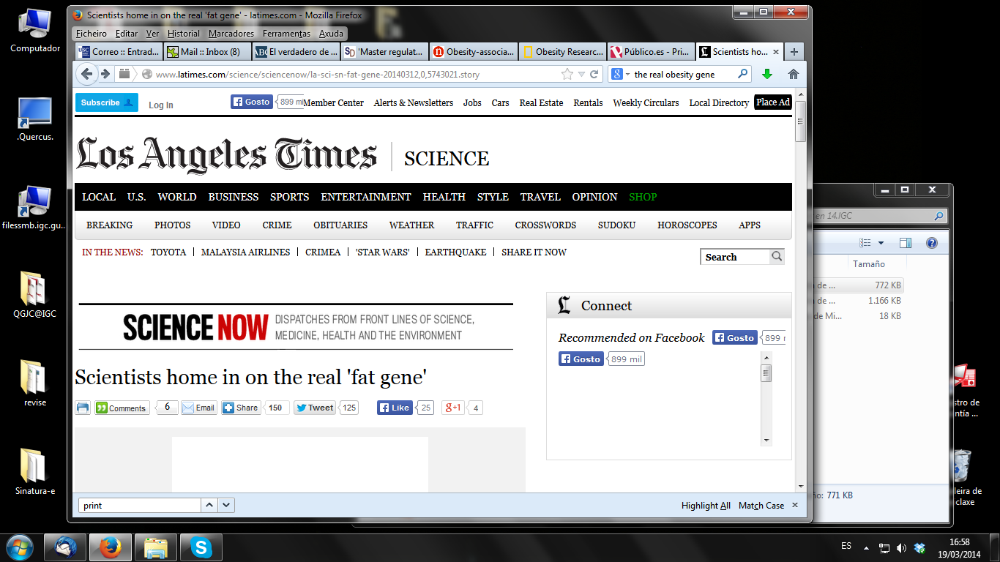 Computador
.Quercus.
filessmb.igc.gu...
QGJC@IGC
revise
Sinatura-e
Scientists home in on the real 'fat gene' - latimes.com - Mozilla Firefox
Ficheiro Editar Ver Historial Marcadores Ferramentas Axuda
Correo :: Entrad... Mail :: Inbox (8) El verdadero de ... 'Master regulat... Obesity-associa... Obesity Researc... Público.es - Pri... Scientists ho...
www.latimes.com/science/sciencenow/la-sci-sn-fat-gene-20140312,0,5743021.story the real obesity gene
Subscribe Log In Gosto 899 mi Member Center Alerts & Newsletters Jobs Cars Real Estate Rentals Weekly Circulars Local Directory Place Ad
Los Angeles Times SCIENCE
LOCAL U.S. WORLD BUSINESS SPORTS ENTERTAINMENT HEALTH STYLE TRAVEL OPINION SHOP
BREAKING PHOTOS VIDEO CRIME OBITUARIES WEATHER TRAFFIC CROSSWORDS SUDOKU HOROSCOPES APPS
IN THE NEWS: TOYOTA | MALAYSIA AIRLINES | CRIMEA | 'STAR WARS' | EARTHQUAKE | SHARE IT NOW
Search
SCIENCE NOW
DISPATCHES FROM FRONT LINES OF SCIENCE,
MEDICINE, HEALTH AND THE ENVIRONMENT
Connect
Recommended on Facebook Gosto 899
Gosto 899 mil
Scientists home in on the real 'fat gene'
Comments 6 Email Share 150 Tweet 125 Like 25 +1 4
print
Highlight All Match Case
en 14.IGC
Tamaño
de ... 772 KB
de ... 1.166 KB
de Mi... 18 KB
771 KB
stro de
ntía ...
leira de
clave
ES
16:58
19/03/2014